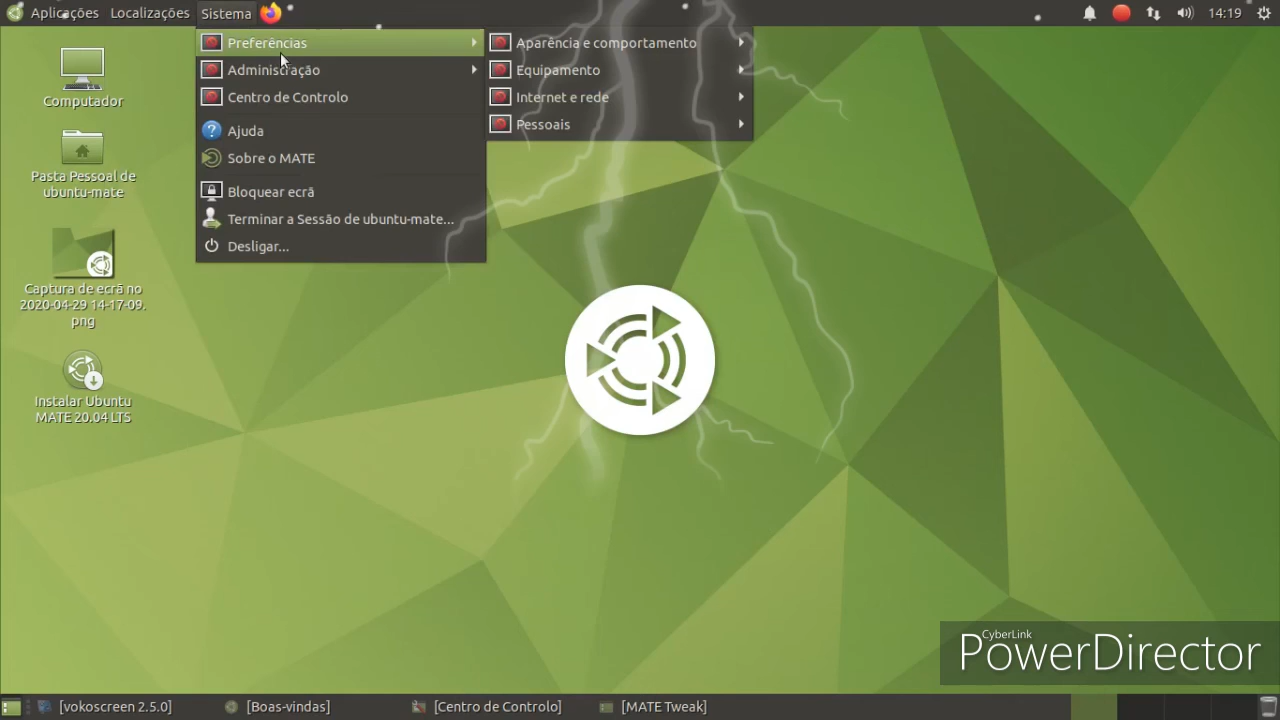 Aplicações Localizações Sistema 14:19
Preferências
Administração
Centro de Controlo
Ajuda
Sobre o MATE
Bloquear ecrã
Terminar a Sessão de ubuntu-mate...
Desligar...
Aparência e comportamento
Equipamento
Internet e rede
Pessoais
Computador
Pasta Pessoal de
ubuntu-mate
Captura de ecrã no
2020-04-29 14-17-09.
png
Instalar Ubuntu
MATE 20.04 LTS
CyberLink
PowerDirector
[vokoscreen 2.5.0] [Boas-vindas] [Centro de Controlo] [MATE Tweak]